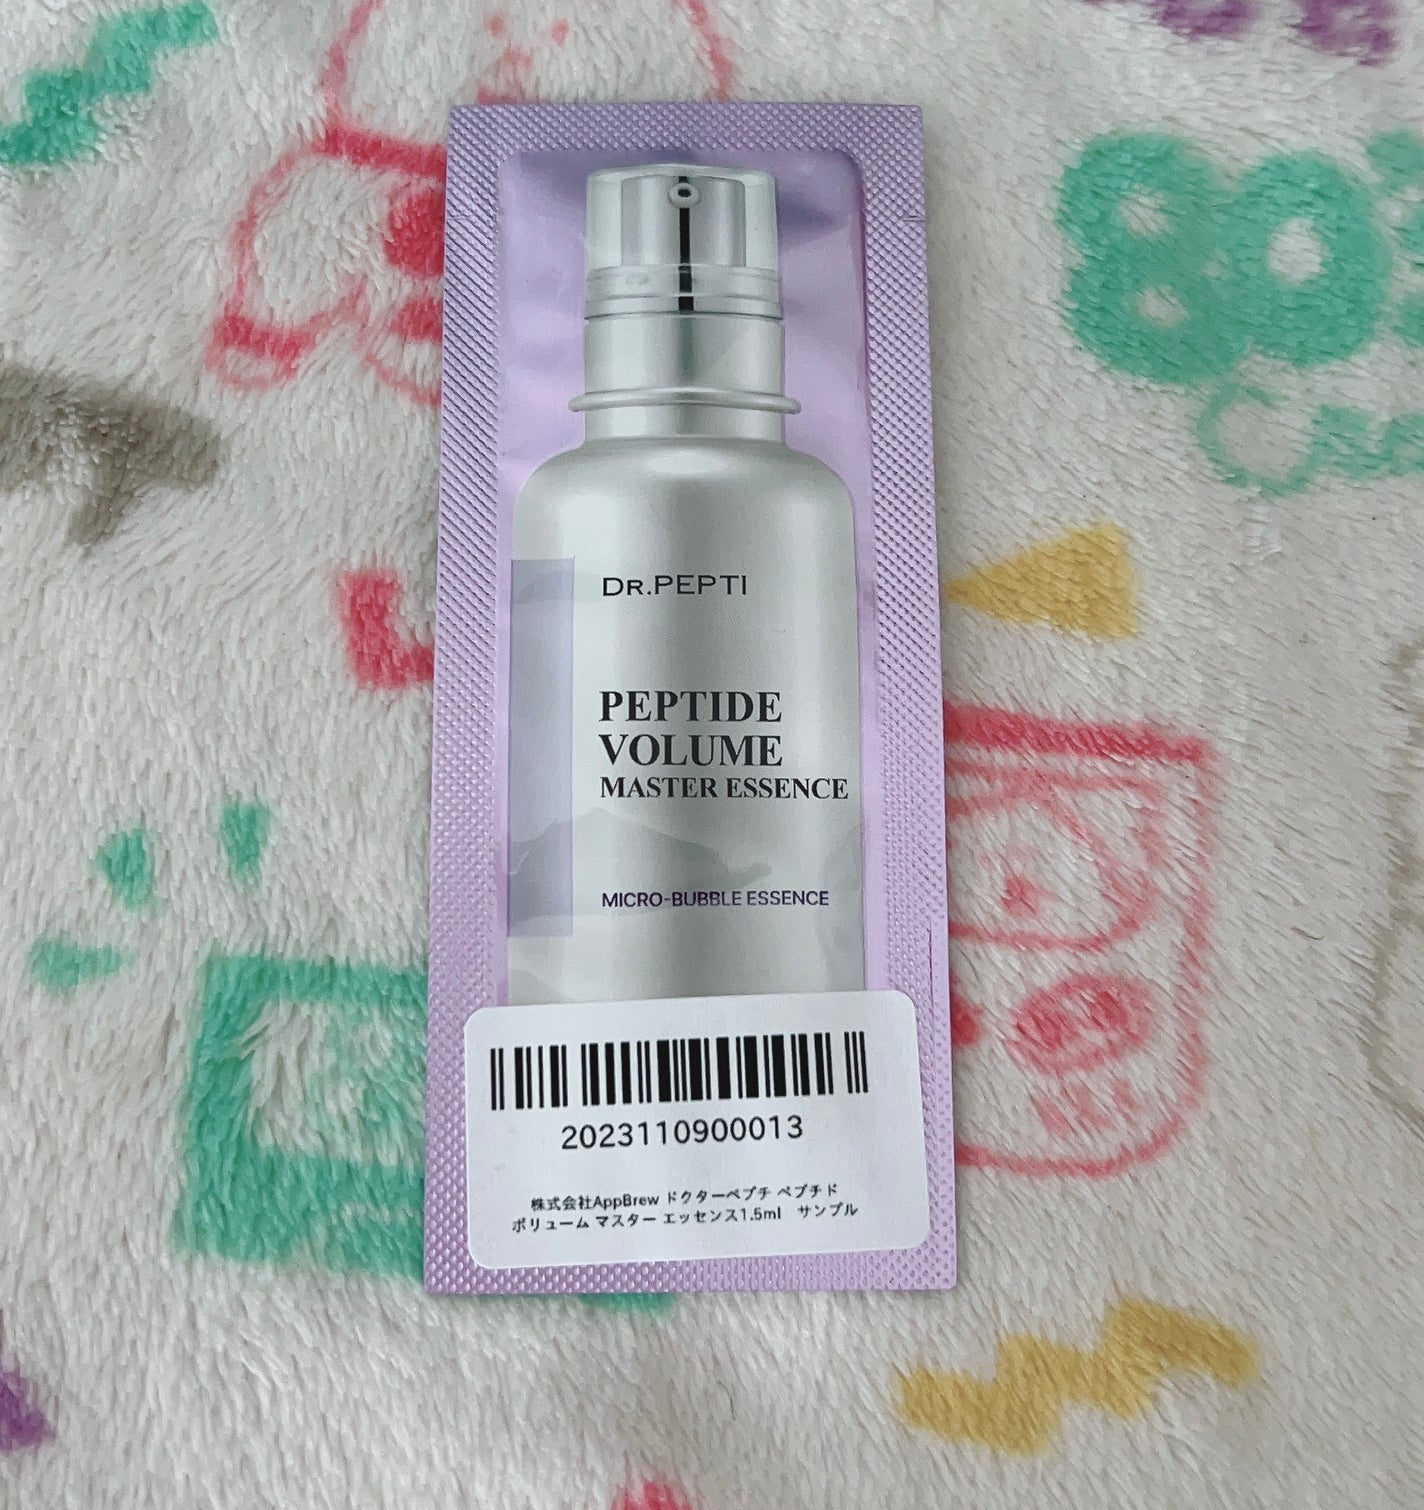 DR.PEPTI
PEPTIDE
VOLUME
MASTER ESSENCE
MICRO-BUBBLE ESSENCE
2023110900013
株式会社AppBrew ドクターペプチ ペプチド
ボリューム マスター エッセンス1.5ml サンプル